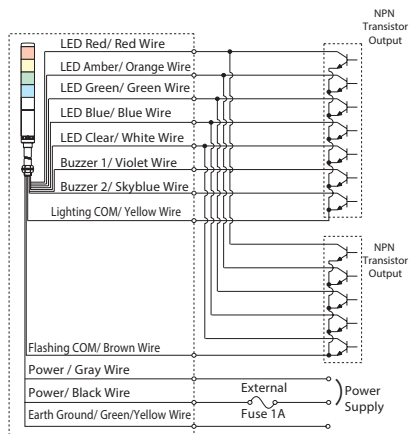 NPN
Transistor
Output
LED Red/ Red Wire
LED Amber/ Orange Wire
LED Green/ Green Wire
LED Blue/ Blue Wire
LED Clear/ White Wire
Buzzer 1/ Violet Wire
Buzzer 2/ Skyblue Wire
Lighting COM/ Yellow Wire
NPN
Transistor
Output
Flashing COM/ Brown Wire
Power / Gray Wire
Power/ Black Wire
External
Fuse 1A
Power
Supply
Earth Ground/ Green/Yellow Wire